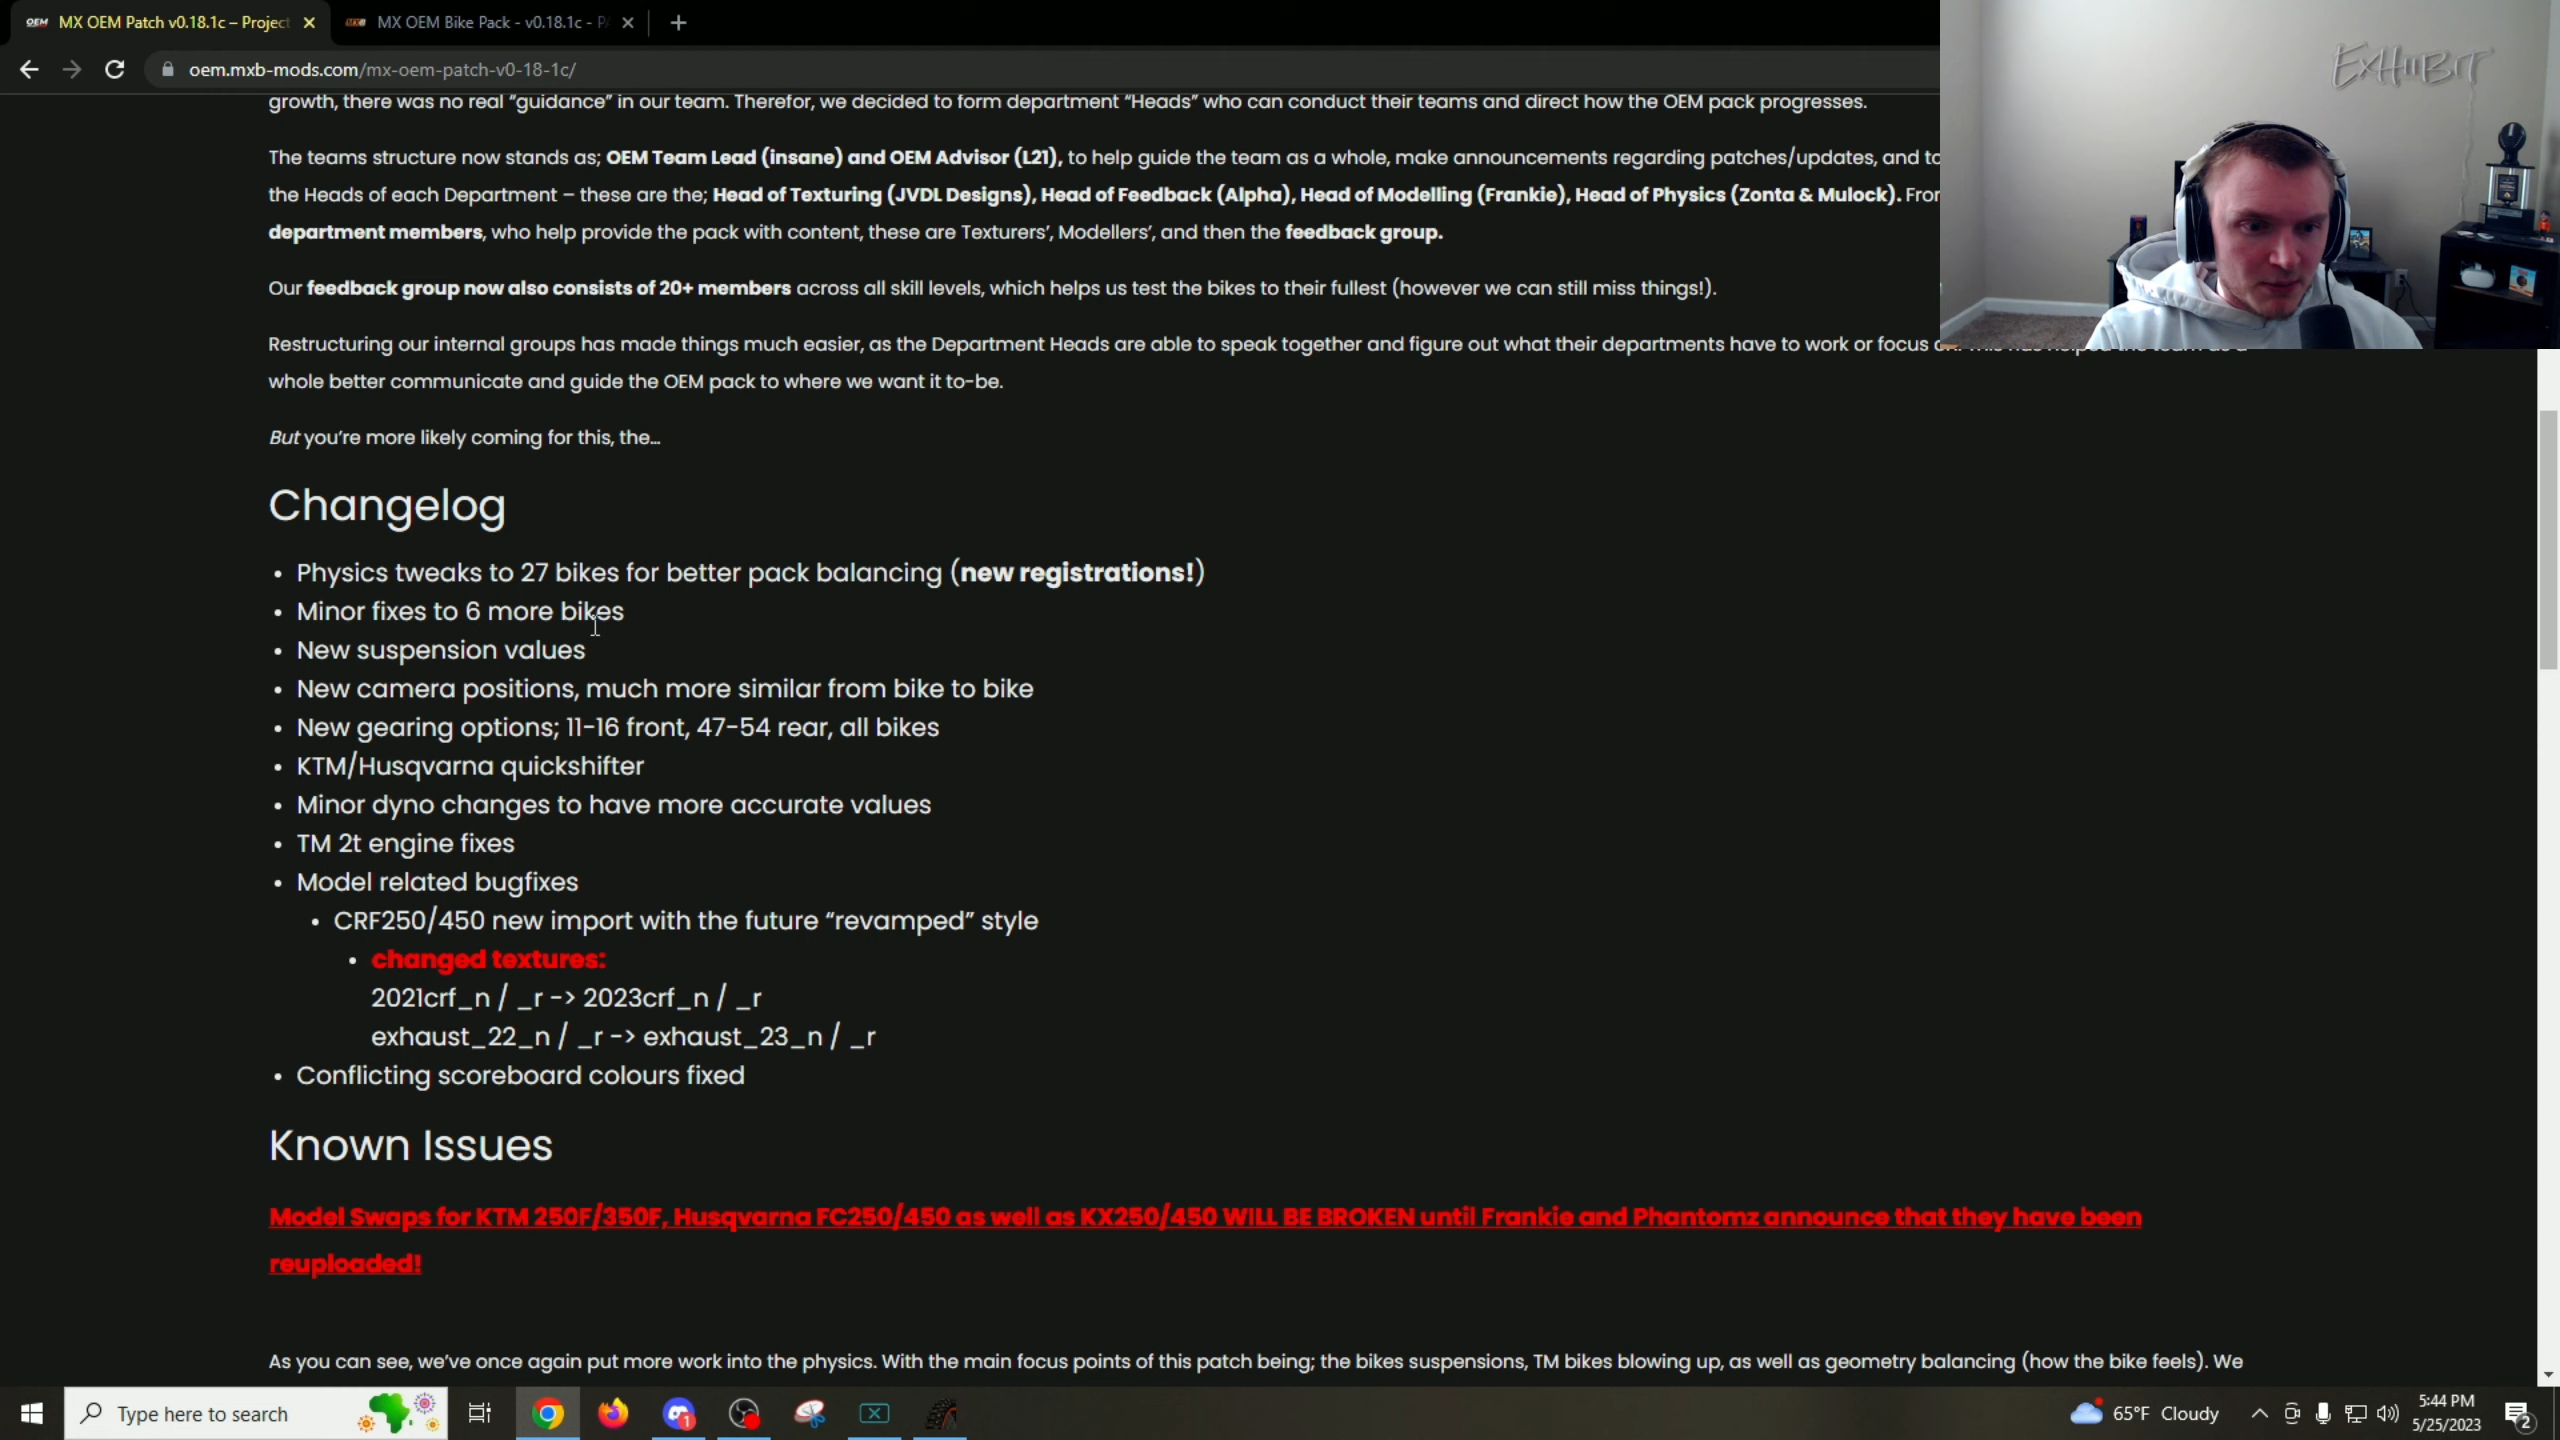 MX OEM Patch v0.18.1c – Project
MX OEM Bike Pack - v0.18.1c - P
oem.mxb-mods.com/mx-oem-patch-v0-18-1c/
EXHIIBIT
growth, there was no real “guidance” in our team. Therefor, we decided to form department “Heads” who can conduct their teams and direct how the OEM pack progresses.
The teams structure now stands as; OEM Team Lead (insane) and OEM Advisor (L21), to help guide the team as a whole, make announcements regarding patches/updates, and to
the Heads of each Department – these are the; Head of Texturing (JVDL Designs), Head of Feedback (Alpha), Head of Modelling (Frankie), Head of Physics (Zonta & Mulock). From
department members, who help provide the pack with content, these are Texturers’, Modellers’, and then the feedback group.
Our feedback group now also consists of 20+ members across all skill levels, which helps us test the bikes to their fullest (however we can still miss things!).
Restructuring our internal groups has made things much easier, as the Department Heads are able to speak together and figure out what their departments have to work or focus on. This has helped the team as a
whole better communicate and guide the OEM pack to where we want it to-be.
But you’re more likely coming for this, the…
Changelog
• Physics tweaks to 27 bikes for better pack balancing (new registrations!)
• Minor fixes to 6 more bikes
• New suspension values
• New camera positions, much more similar from bike to bike
• New gearing options; 11-16 front, 47-54 rear, all bikes
• KTM/Husqvarna quickshifter
• Minor dyno changes to have more accurate values
• TM 2t engine fixes
• Model related bugfixes
• CRF250/450 new import with the future “revamped” style
• changed textures:
2021crf_n / _r -> 2023crf_n / _r
exhaust_22_n / _r -> exhaust_23_n / _r
• Conflicting scoreboard colours fixed
Known Issues
Model Swaps for KTM 250F/350F, Husqvarna FC250/450 as well as KX250/450 WILL BE BROKEN until Frankie and Phantomz announce that they have been
reuploaded!
As you can see, we’ve once again put more work into the physics. With the main focus points of this patch being; the bikes suspensions, TM bikes blowing up, as well as geometry balancing (how the bike feels). We
Type here to search
1
65°F Cloudy
5:44 PM
5/25/2023
2